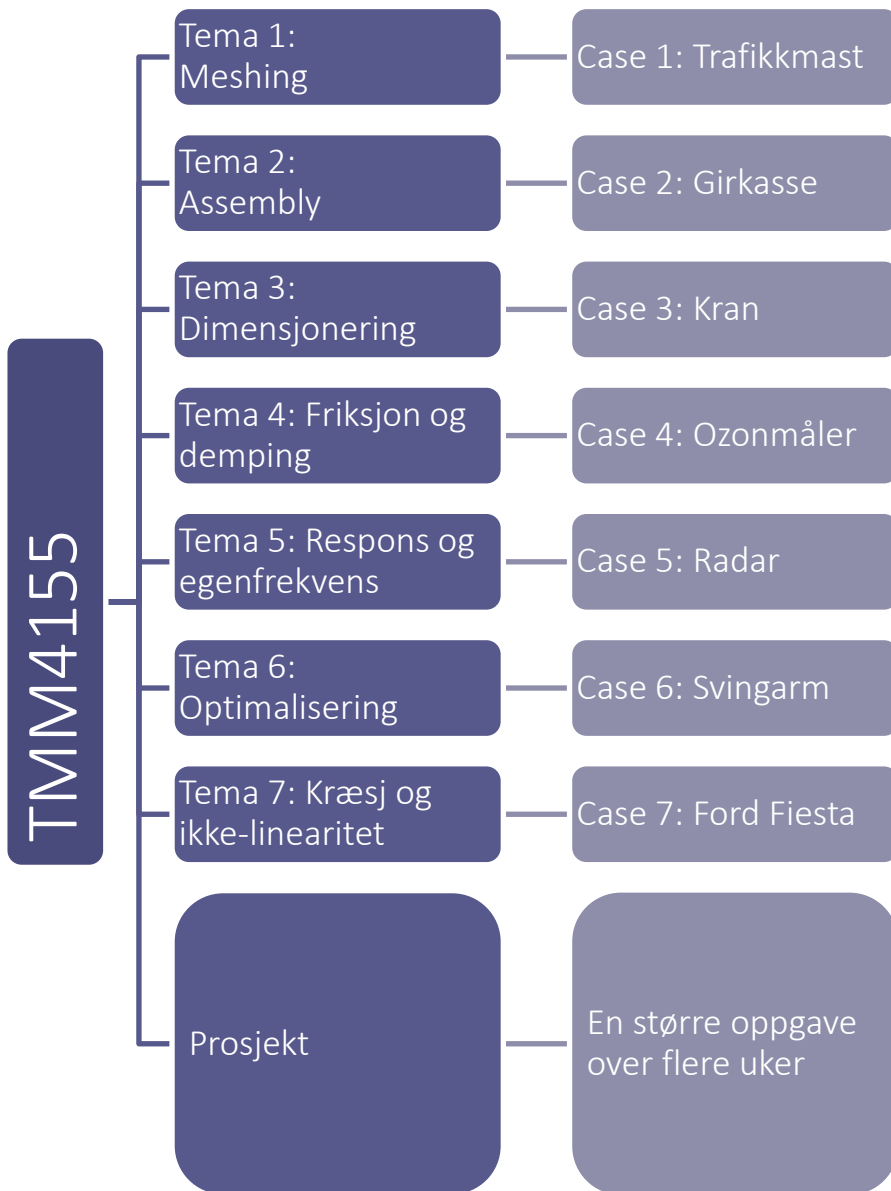 TMM4155
Tema 1:
Meshing
Case 1: Trafikkmast
Tema 2:
Assembly
Case 2: Girkasse
Tema 3:
Dimensjonering
Case 3: Kran
Tema 4: Friksjon og
demping
Case 4: Ozonmåler
Tema 5: Respons og
egenfrekvens
Case 5: Radar
Tema 6:
Optimalisering
Case 6: Svingarm
Tema 7: Kræsj og
ikke-linearitet
Case 7: Ford Fiesta
Prosjekt
En større oppgave
over flere uker